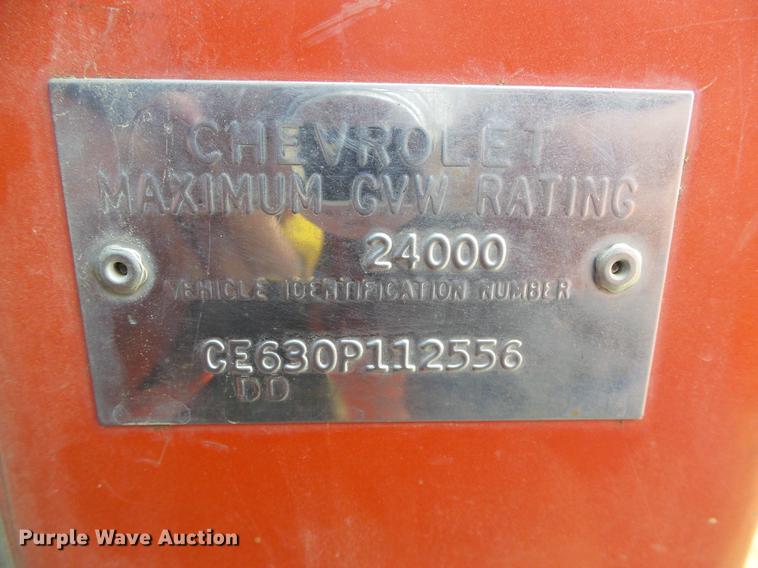 CHEVROLET
MAXIMUM GVW RATING
24000
VEHICLE IDENTIFICATION NUMBER
CE630P112556
DD
Purple Wave Auction